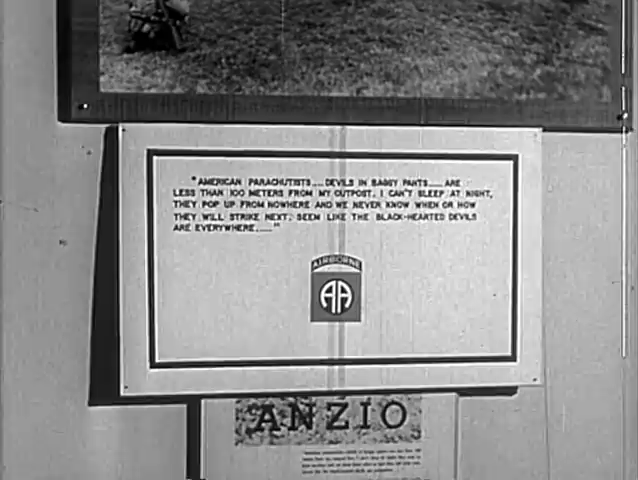 "AMERICAN PARACHUTISTS....DEVILS IN BAGGY PANTS....ARE
LESS THAN 100 METERS FROM MY OUTPOST. I CAN'T SLEEP AT NIGHT,
THEY POP UP FROM NOWHERE AND WE NEVER KNOW WHEN OR HOW
THEY WILL STRIKE NEXT. SEEM LIKE THE BLACK-HEARTED DEVILS
ARE EVERYWHERE....."
AIRBORNE
AA
ANZIO